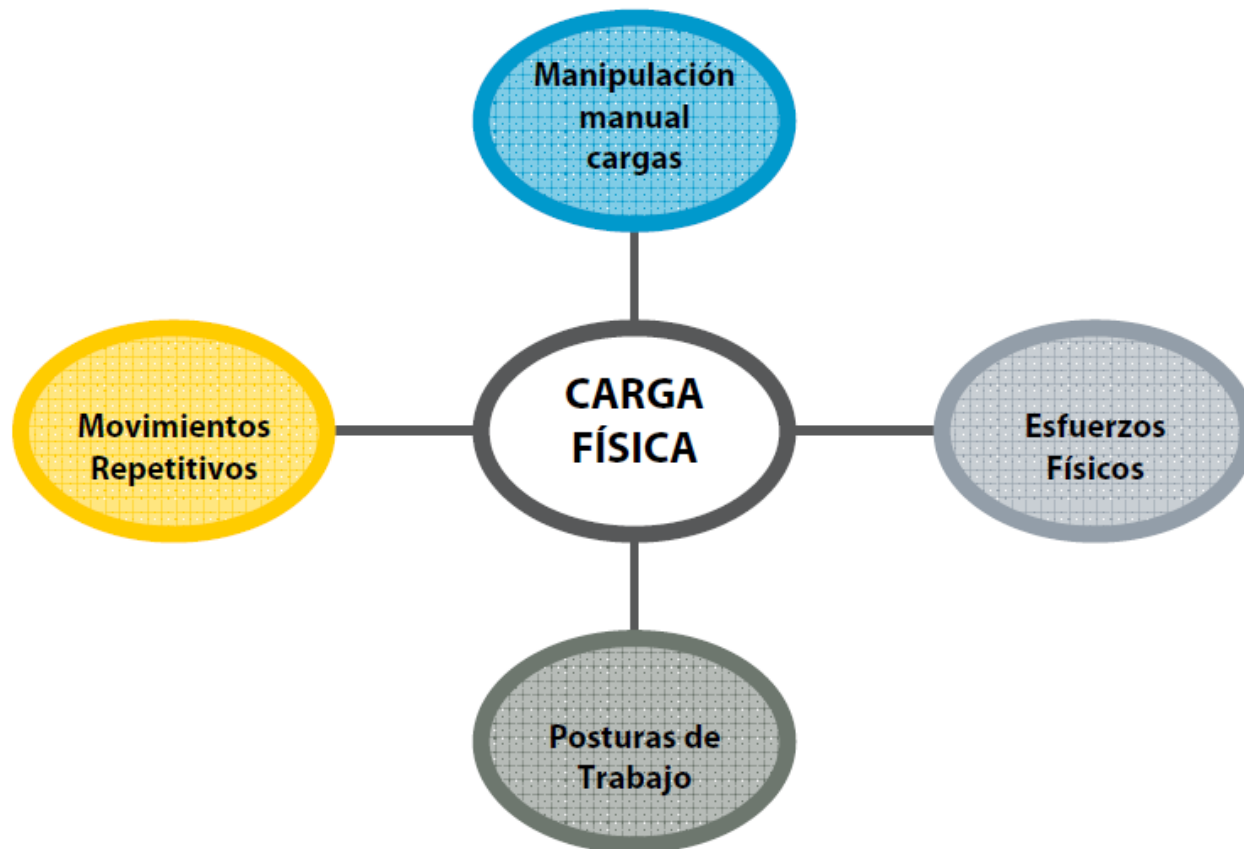 Manipulación
manual
cargas
Movimientos
Repetitivos
CARGA
FÍSICA
Esfuerzos
Físicos
Posturas de
Trabajo